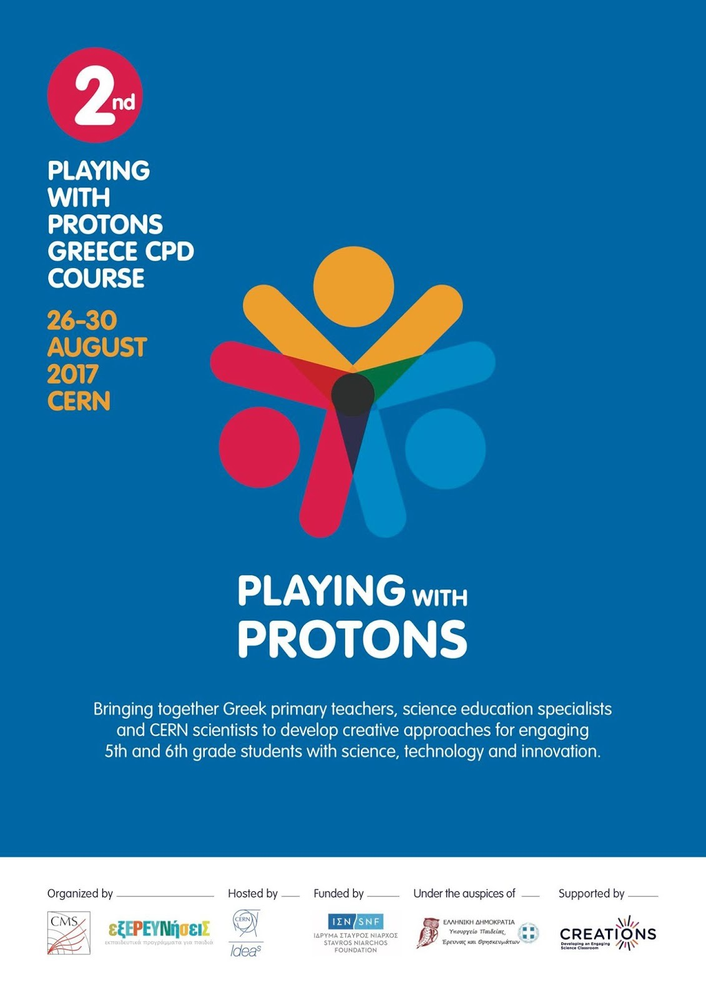 2nd
PLAYING
WITH
PROTONS
GREECE CPD
COURSE
26-30
AUGUST
2017
CERN
PLAYING WITH
PROTONS
Bringing together Greek primary teachers, science education specialists
and CERN scientists to develop creative approaches for engaging
5th and 6th grade students with science, technology and innovation.
Organized by
CMS
εξΕΡΕΥΝήσειΣ
εκπαιδευτικά προγράμματα για παιδιά
Hosted by
CERN
Ideas
Funded by
ΙΣΝ/SNF
ΙΔΡΥΜΑ ΣΤΑΥΡΟΣ ΝΙΑΡΧΟΣ
STAVROS NIARCHOS
FOUNDATION
Under the auspices of
ΕΛΛΗΝΙΚΗ ΔΗΜΟΚΡΑΤΙΑ
Υπουργείο Παιδείας,
Έρευνας και Θρησκευμάτων
Supported by
CREATIONS
Developing an Engaging
Science Classroom